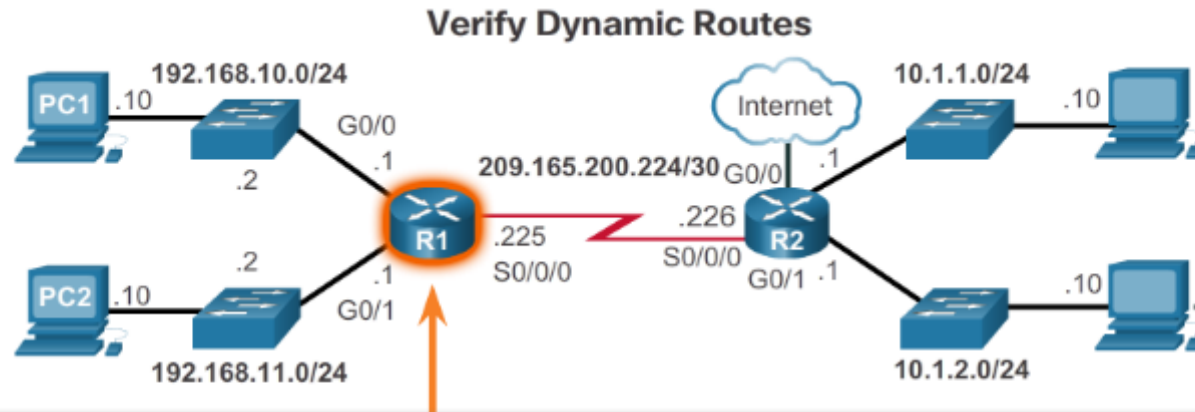 Verify Dynamic Routes
192.168.10.0/24
10.1.1.0/24
PC1
.10
Internet
.10
G0/0
.1
209.165.200.224/30
G0/0
.1
.2
R1
.225
.226
R2
S0/0/0
S0/0/0
.2
.1
G0/1
.1
PC2
.10
G0/1
.10
192.168.11.0/24
10.1.2.0/24